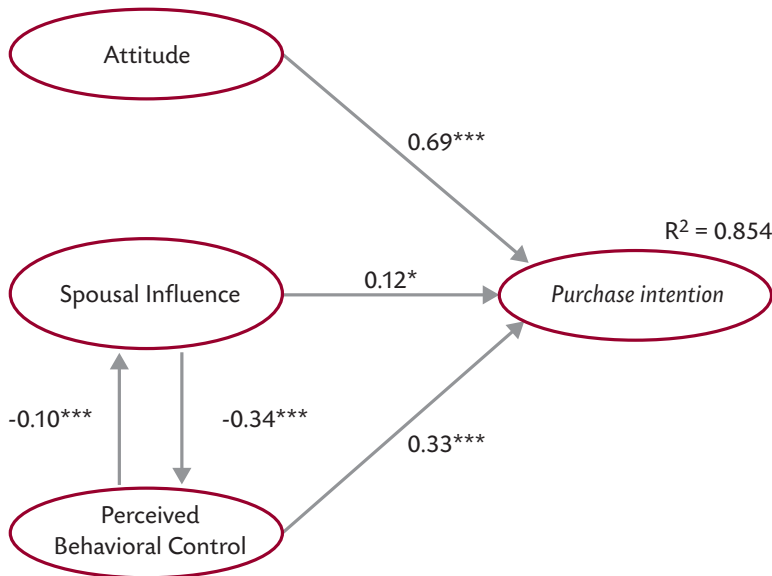 Attitude
0.69***
R² = 0.854
Spousal Influence
0.12*
Purchase intention
-0.10***
-0.34***
0.33***
Perceived
Behavioral Control